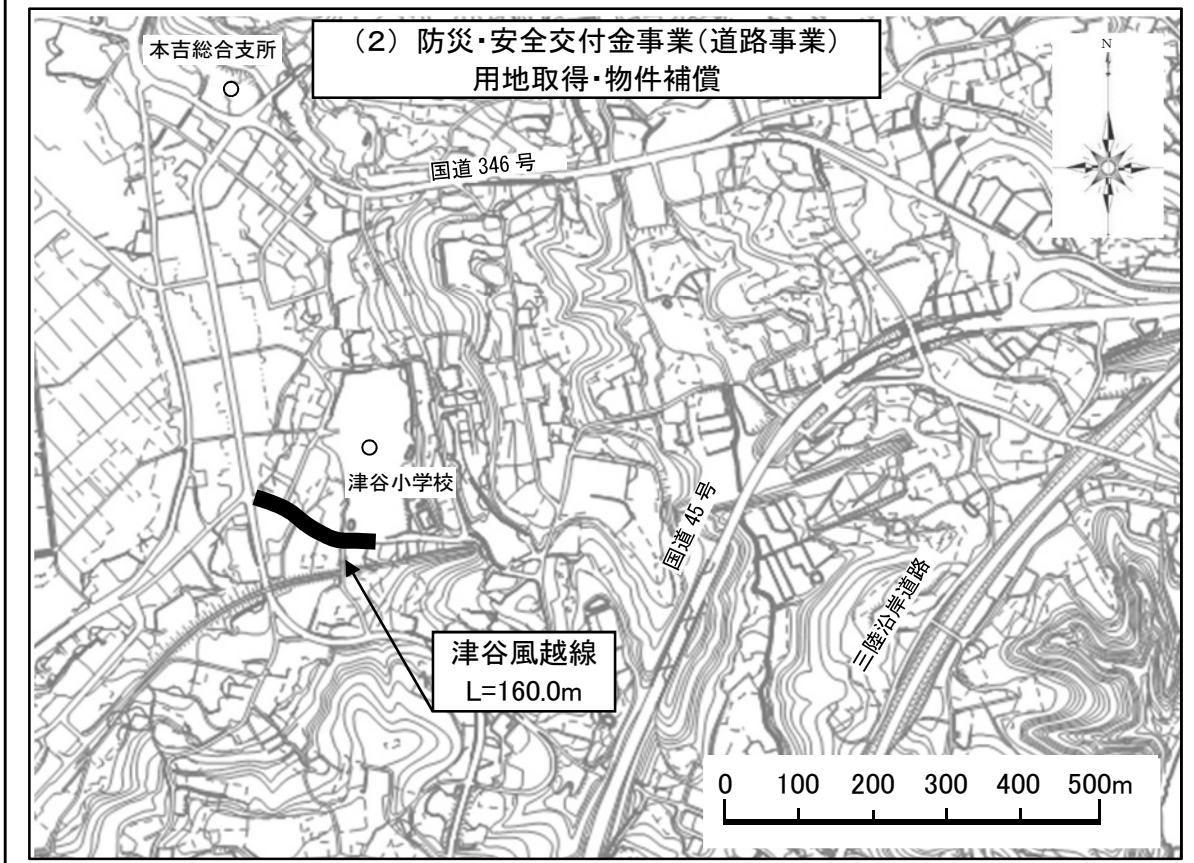 (2) 防災・安全交付金事業(道路事業)
用地取得・物件補償
本吉総合支所
N
国道 346 号
津谷小学校
国道 45 号
三陸沿岸道路
津谷風越線
L=160.0m
0 100 200 300 400 500m